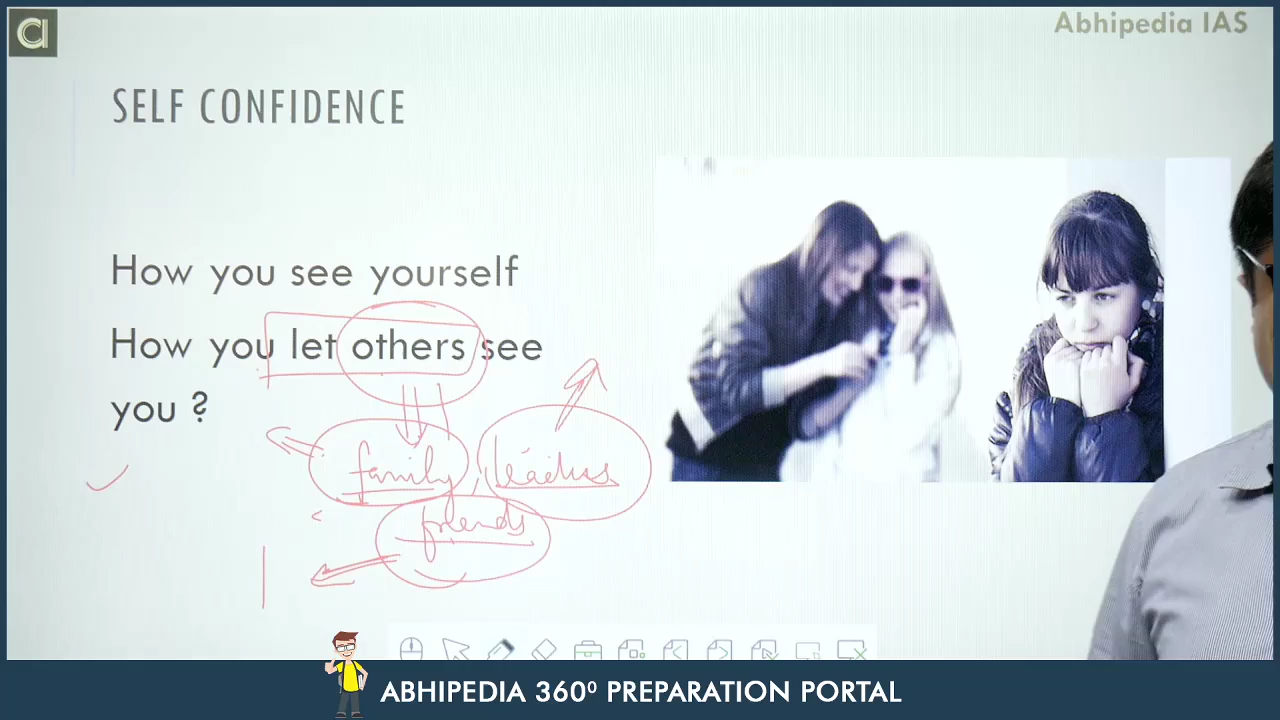 Abhipedia IAS
SELF CONFIDENCE
How you see yourself
How you let others see
you ?
family, teachers
friends
ABHIPEDIA 360⁰ PREPARATION PORTAL